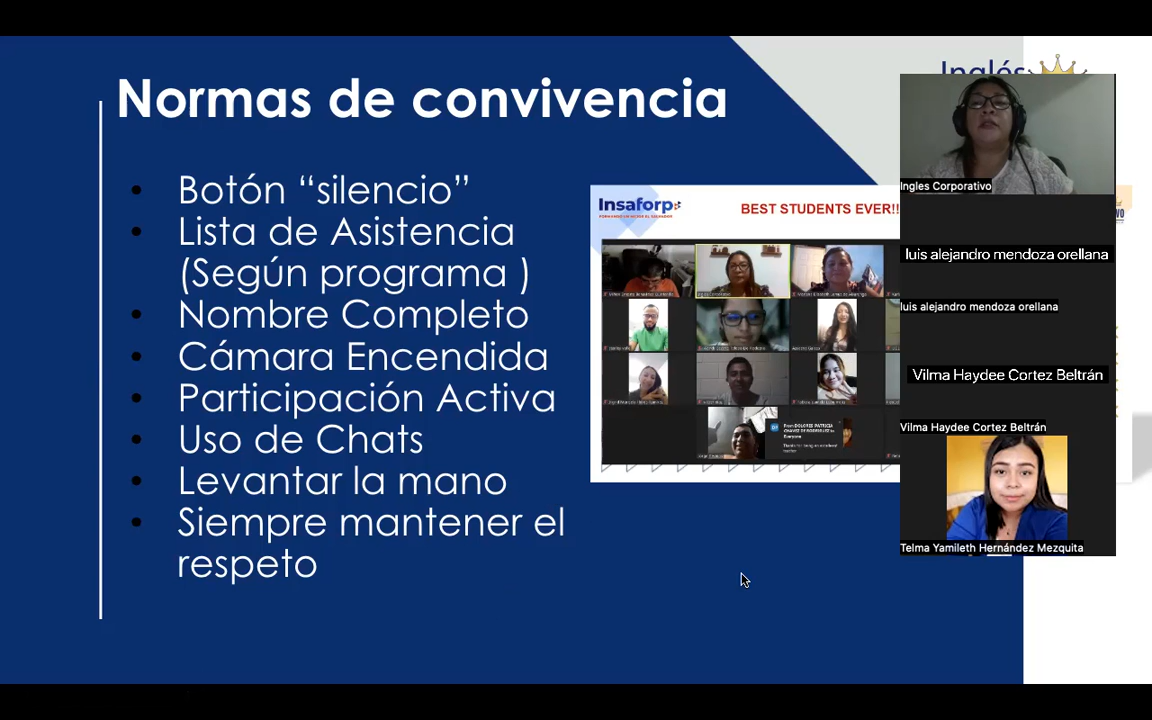 Normas de convivencia
Botón “silencio”
Lista de Asistencia
(Según programa )
Nombre Completo
Cámara Encendida
Participación Activa
Uso de Chats
Levantar la mano
Siempre mantener el
respeto
Inglés
Insaforp
BEST STUDENTS EVER!!
Ingles Corporativo
luis alejandro mendoza orellana
luis alejandro mendoza orellana
Vilma Haydee Cortez Beltrán
Vilma Haydee Cortez Beltrán
Telma Yamileth Hernández Mezquita